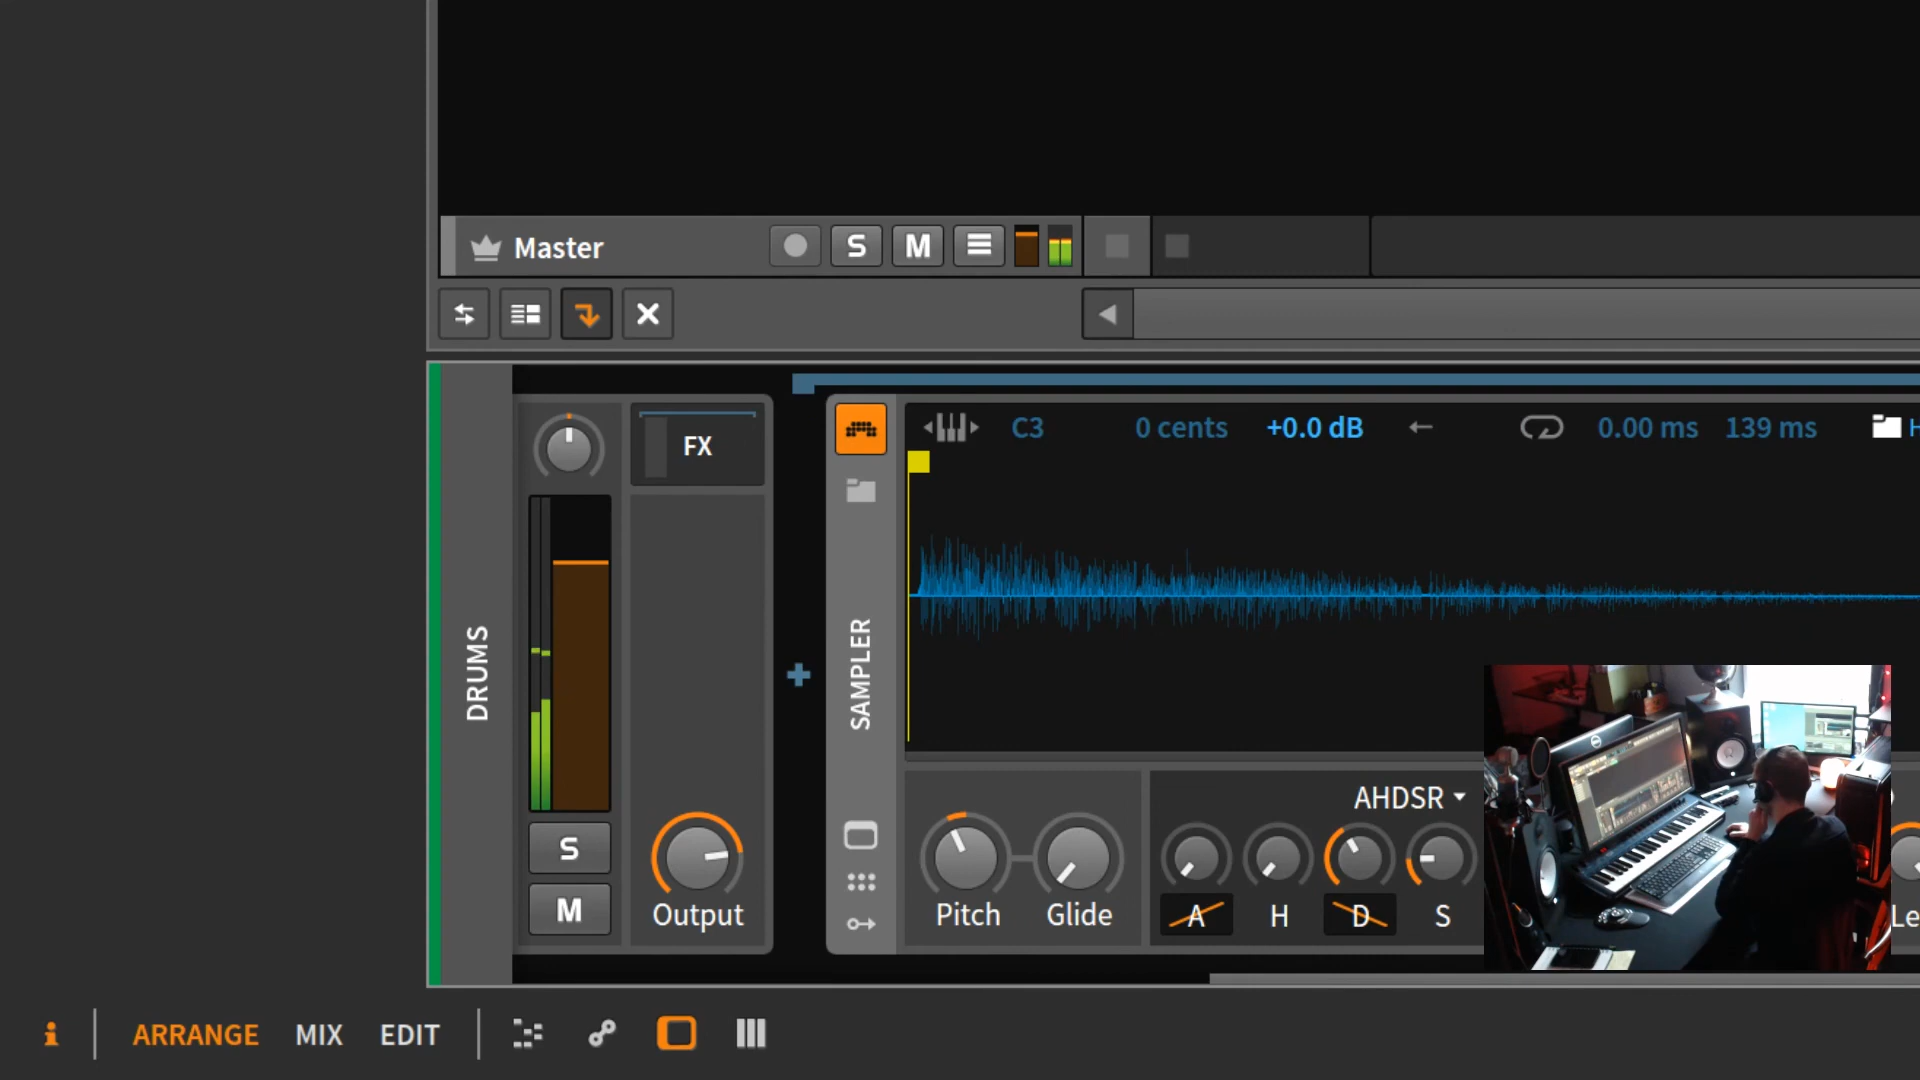 Master
S
M
FX
C3
0 cents
+0.0 dB
0.00 ms
139 ms
DRUMS
SAMPLER
S
M
Output
Pitch
Glide
AHDSR
A
H
D
S
ARRANGE
MIX
EDIT